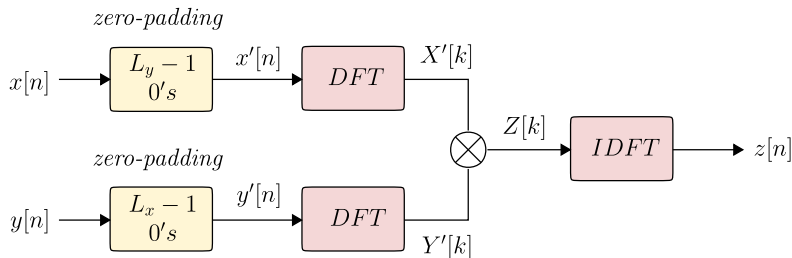 zero-padding
x[n]
L_y − 1
0's
x'[n]
DFT
X'[k]
Z[k]
IDFT
z[n]
zero-padding
y[n]
L_x − 1
0's
y'[n]
DFT
Y'[k]